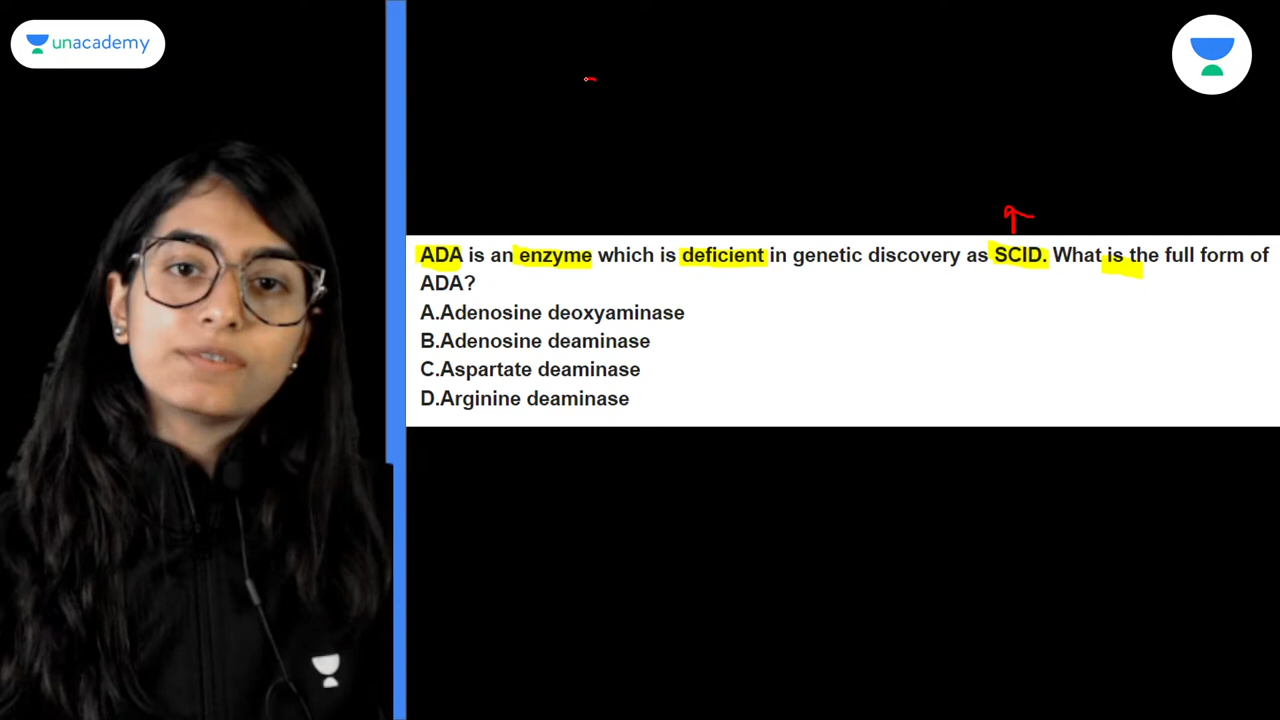 unacademy
ADA is an enzyme which is deficient in genetic discovery as SCID. What is the full form of
ADA?
A.Adenosine deoxyaminase
B.Adenosine deaminase
C.Aspartate deaminase
D.Arginine deaminase